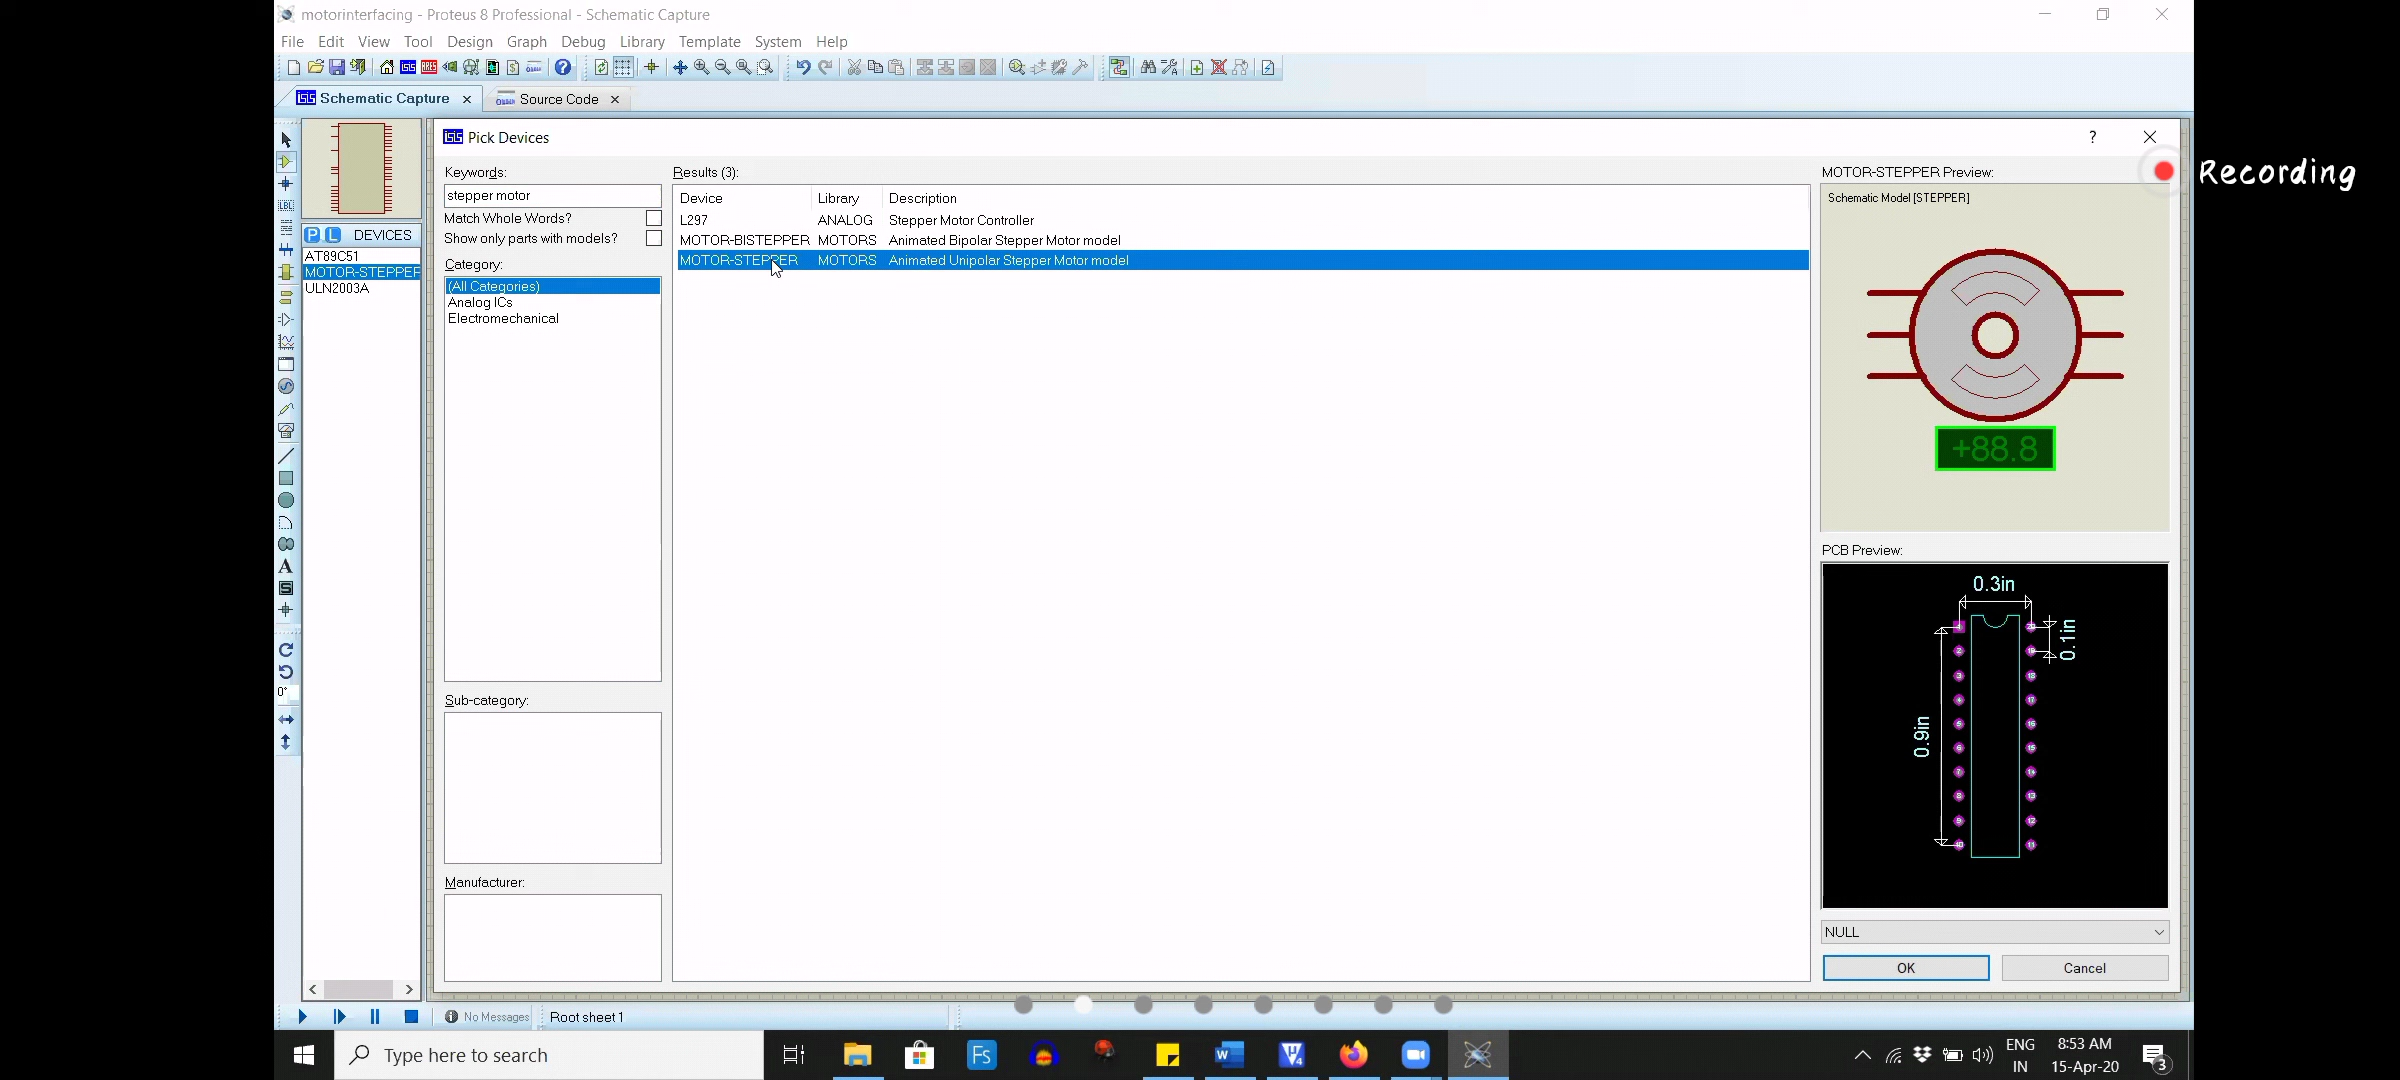 motorinterfacing - Proteus 8 Professional - Schematic Capture
File Edit View Tool Design Graph Debug Library Template System Help
Schematic Capture
Source Code
Pick Devices
Recording
Keywords:
stepper motor
Match Whole Words?
Show only parts with models?
Category:
(All Categories)
Analog ICs
Electromechanical
Sub-category:
Manufacturer:
P L DEVICES
AT89C51
MOTOR-STEPPER
ULN2003A
LBL
A
S
0°
Results (3):
Device Library Description
L297 ANALOG Stepper Motor Controller
MOTOR-BISTEPPER MOTORS Animated Bipolar Stepper Motor model
MOTOR-STEPPER MOTORS Animated Unipolar Stepper Motor model
MOTOR-STEPPER Preview:
Schematic Model [STEPPER]
+88.8
PCB Preview:
0.3in
0.1in
0.9in
NULL
OK Cancel
No Messages
Root sheet 1
Type here to search
Fs
ENG
IN
8:53 AM
15-Apr-20
3